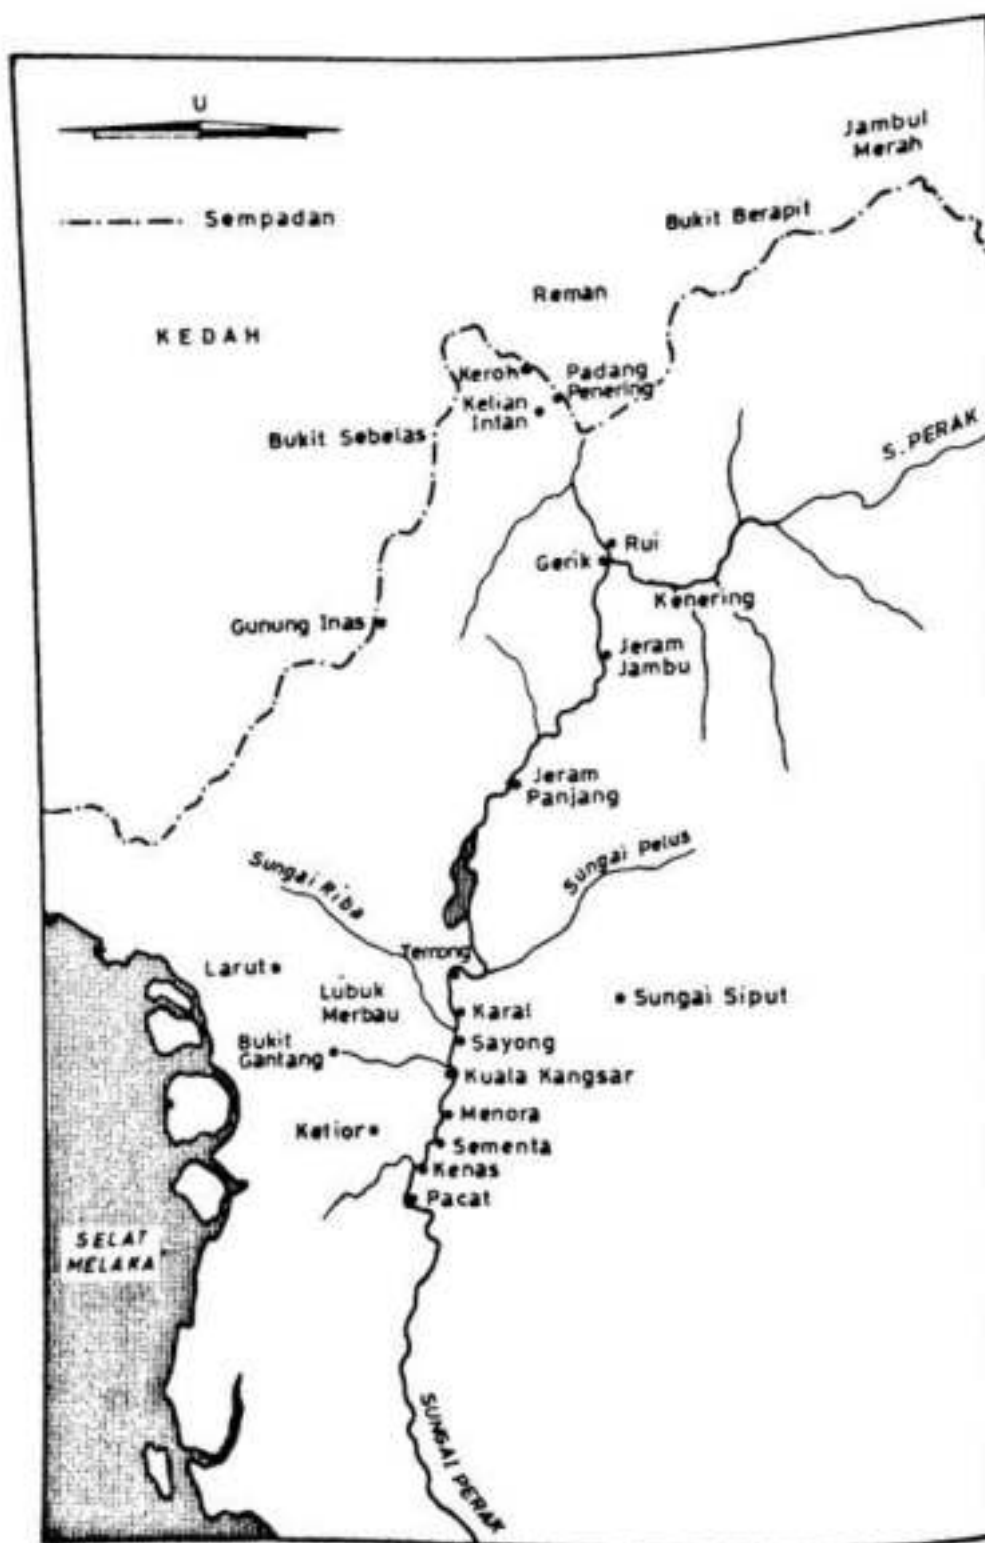 U
Sempadan
Jambul
Merah
Bukit Berapit
Reman
KEDAH
Keroh
Padang
Penering
Kelian
Intan
Bukit Sebelas
S. PERAK
Rui
Gerik
Kenering
Gunung Inas
Jeram
Jambu
Jeram
Panjang
Sungai Pelus
Sungai Riba
Temong
Larut
Lubuk
Merbau
Karal
Sungai Siput
Sayong
Bukit
Gantang
Kuala Kangsar
Menora
Ketior
Sementa
Kenas
Pacat
SELAT
MELAKA
SUNGAI PERAK